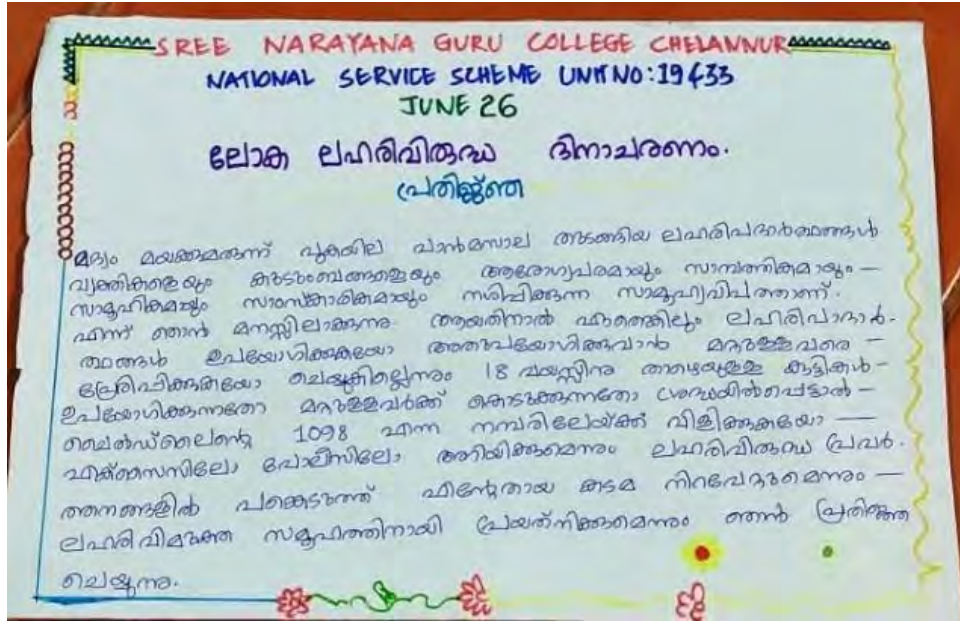 SREE NARAYANA GURU COLLEGE CHELANNUR
NATIONAL SERVICE SCHEME UNIT NO:19433
JUNE 26
ലോക ലഹരിവിരുദ്ധ ദിനാചരണം.
പ്രതിജ്ഞ
മദ്യം മയക്കുമരുന്ന് പുകയില പാൻമസാല തുടങ്ങിയ ലഹരിപദാർത്ഥങ്ങൾ
വ്യക്തികളെയും കുടുംബങ്ങളെയും ആരോഗ്യപരമായും സാമ്പത്തികമായും –
സാമൂഹികമായും സാംസ്കാരികമായും നശിപ്പിക്കുന്ന സാമൂഹ്യവിപത്താണ്.
എന്ന് ഞാൻ മനസ്സിലാക്കുന്നു. ആയതിനാൽ ഏതെങ്കിലും ലഹരിപാദാർ-
ത്ഥങ്ങൾ ഉപയോഗിക്കുകയോ അതുപയോഗിക്കുവാൻ മറ്റുള്ളവരെ –
പ്രേരിപ്പിക്കുകയോ ചെയ്യുകില്ലെന്നും 18 വയസ്സിനു താഴെയുള്ള കുട്ടികൾ –
ഉപയോഗിക്കുന്നതോ മറ്റുള്ളവർക്ക് കൊടുക്കുന്നതോ ശ്രദ്ധയിൽപ്പെട്ടാൽ –
ചൈൽഡ്‌ലൈന്റെ 1098 എന്ന നമ്പരിലേയ്ക്ക് വിളിക്കുകയോ –
എക്സൈസിലോ പോലീസിലോ അറിയിക്കുമെന്നും ലഹരിവിരുദ്ധ പ്രവർ-
ത്തനങ്ങളിൽ പങ്കെടുത്ത് എന്റേതായ കടമ നിറവേറ്റുമെന്നും –
ലഹരിവിമുക്ത സമൂഹത്തിനായി പ്രയത്നിക്കുമെന്നും ഞാൻ പ്രതിജ്ഞ
ചെയ്യുന്നു.